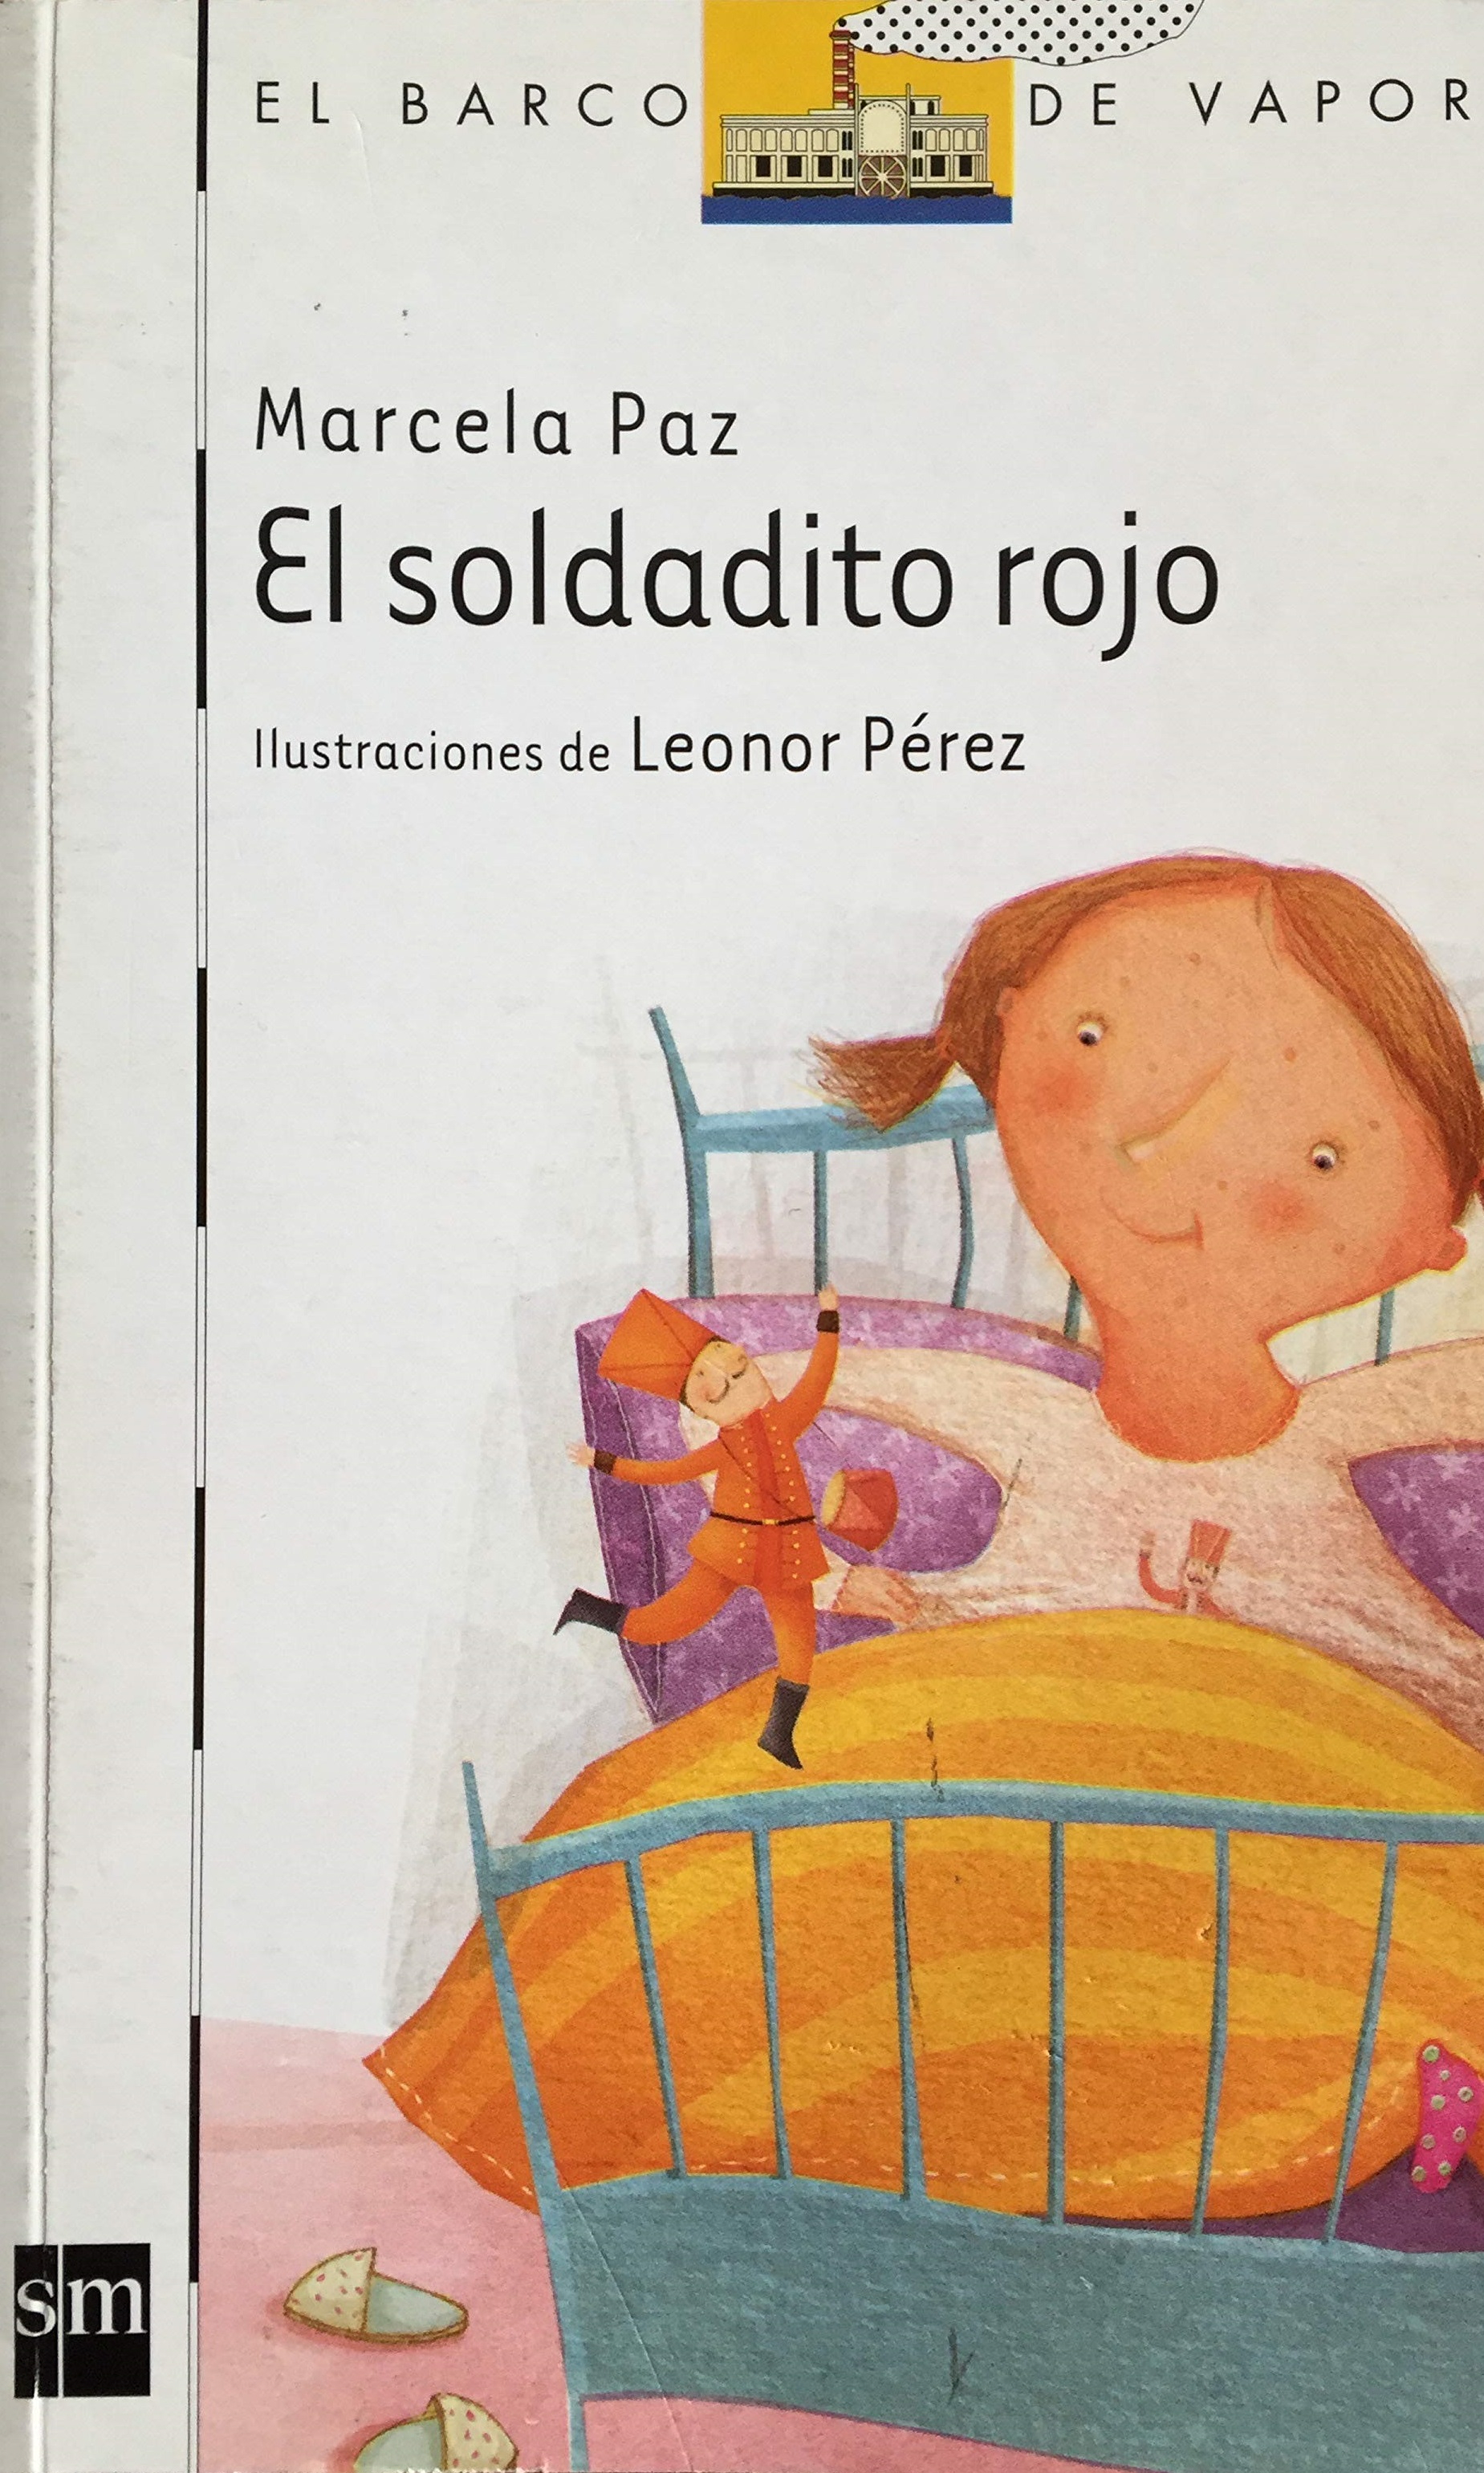 EL BARCO DE VAPOR
Marcela Paz
El soldadito rojo
Ilustraciones de Leonor Pérez
sm